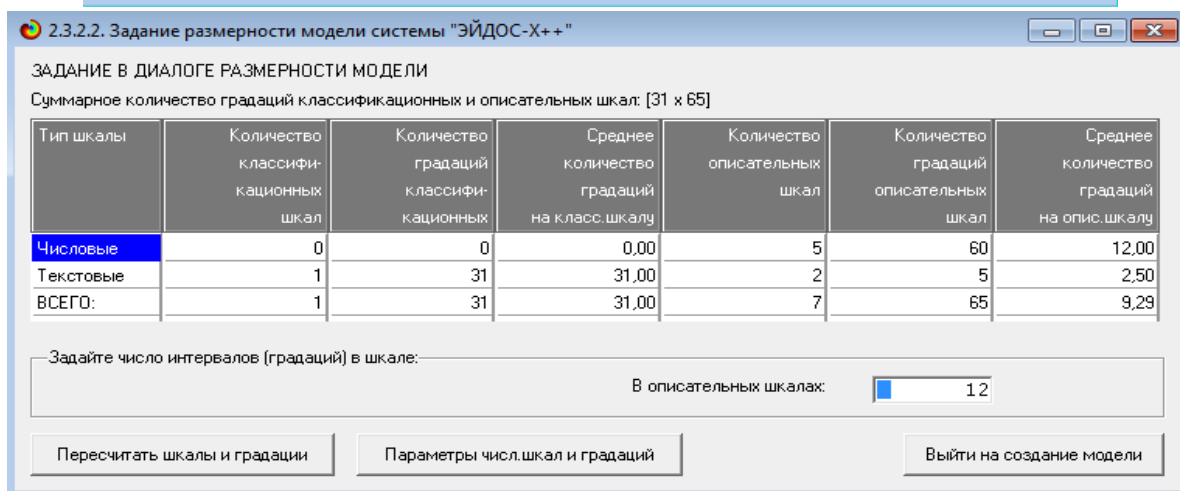 2.3.2.2. Задание размерности модели системы "ЭЙДОС-X++"
ЗАДАНИЕ В ДИАЛОГЕ РАЗМЕРНОСТИ МОДЕЛИ
Суммарное количество градаций классификационных и описательных шкал: [31 x 65]
Тип шкалы Количество Количество Среднее Количество Количество Среднее
классифи- градаций количество описательных градаций количество
кационных классифи- градаций шкал описательных градаций
шкал кационных на класс.шкалу шкал на опис.шкалу
Числовые 0 0 0,00 5 60 12,00
Текстовые 1 31 31,00 2 5 2,50
ВСЕГО: 1 31 31,00 7 65 9,29
Задайте число интервалов (градаций) в шкале:
В описательных шкалах: 12
Пересчитать шкалы и градации Параметры числ.шкал и градаций Выйти на создание модели